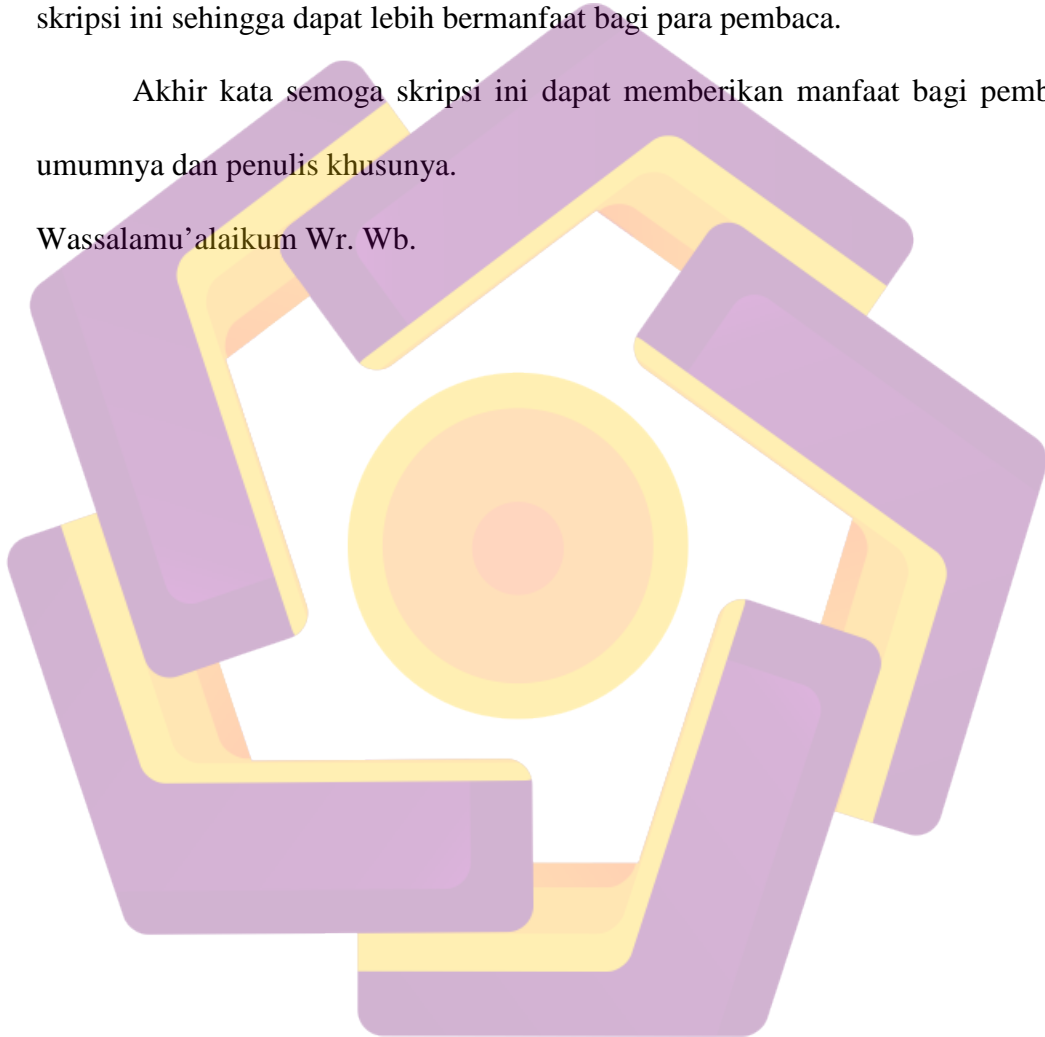 skripsi ini sehingga dapat lebih bermanfaat bagi para pembaca.
Akhir kata semoga skripsi ini dapat memberikan manfaat bagi
umumnya dan penulis khusunya.
Wassalamu’alaikum Wr. Wb.